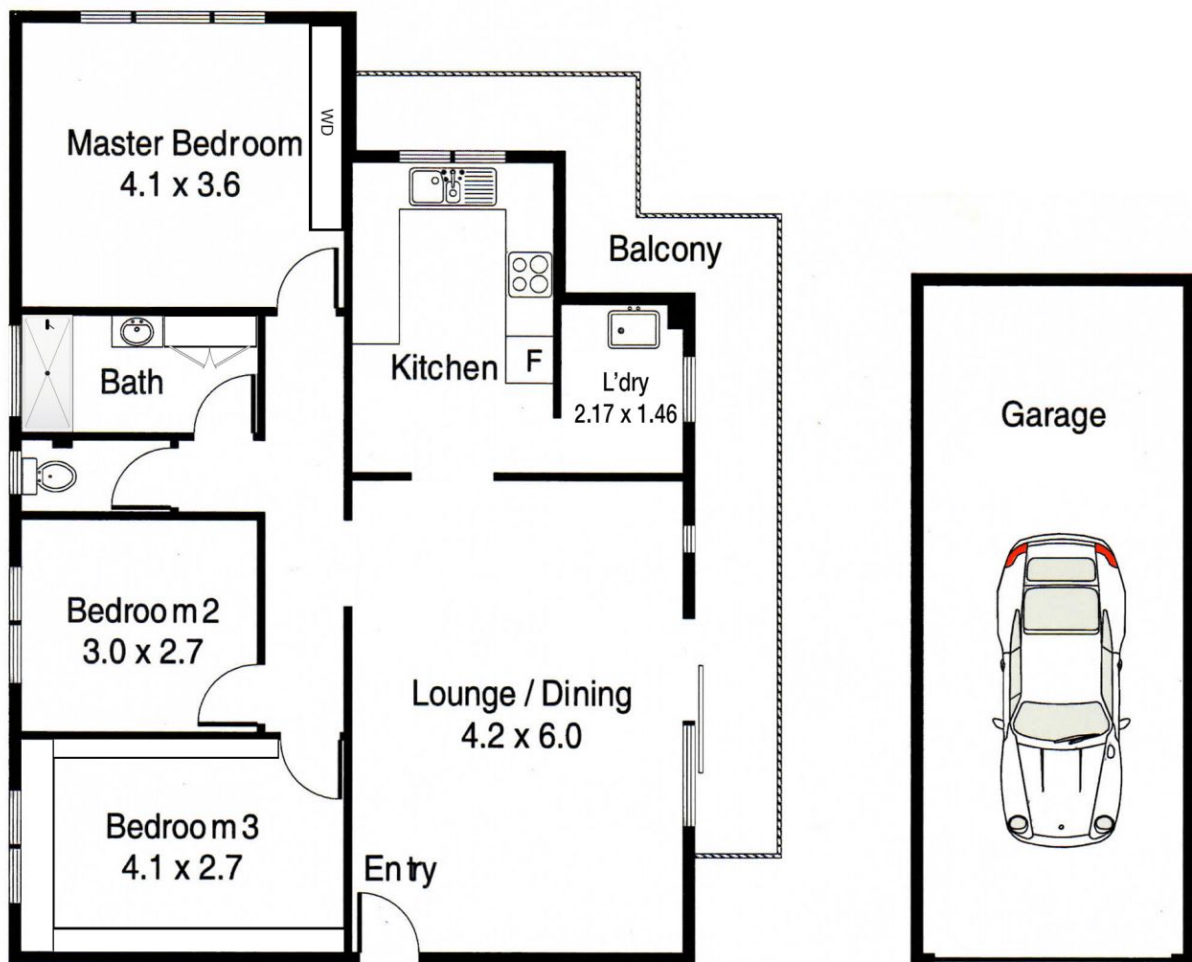 Master Bedroom
4.1 x 3.6
WD
Balcony
Kitchen
F
L'dry
2.17 x 1.46
Bath
Garage
Bedroom 2
3.0 x 2.7
Lounge / Dining
4.2 x 6.0
Bedroom 3
4.1 x 2.7
Entry